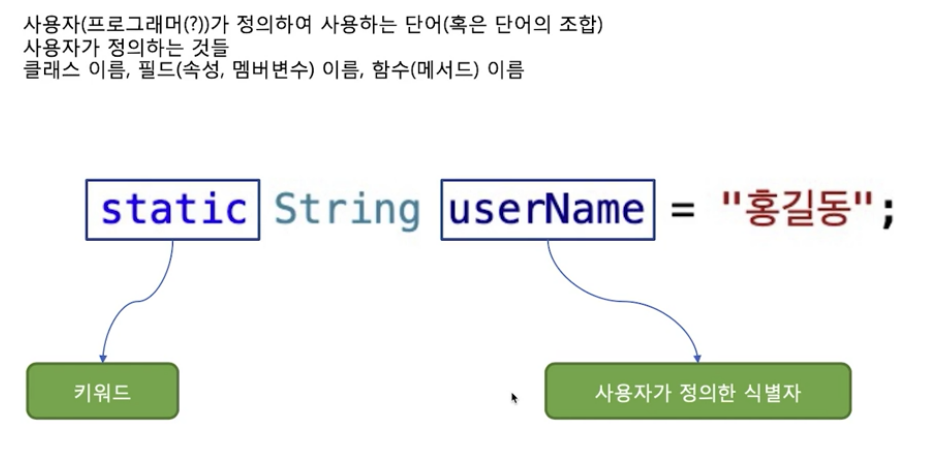 사용자(프로그래머(?))가 정의하여 사용하는 단어(혹은 단어의 조합)
사용자가 정의하는 것들
클래스 이름, 필드(속성, 멤버변수) 이름, 함수(메서드) 이름
static String userName = "홍길동";
키워드
사용자가 정의한 식별자